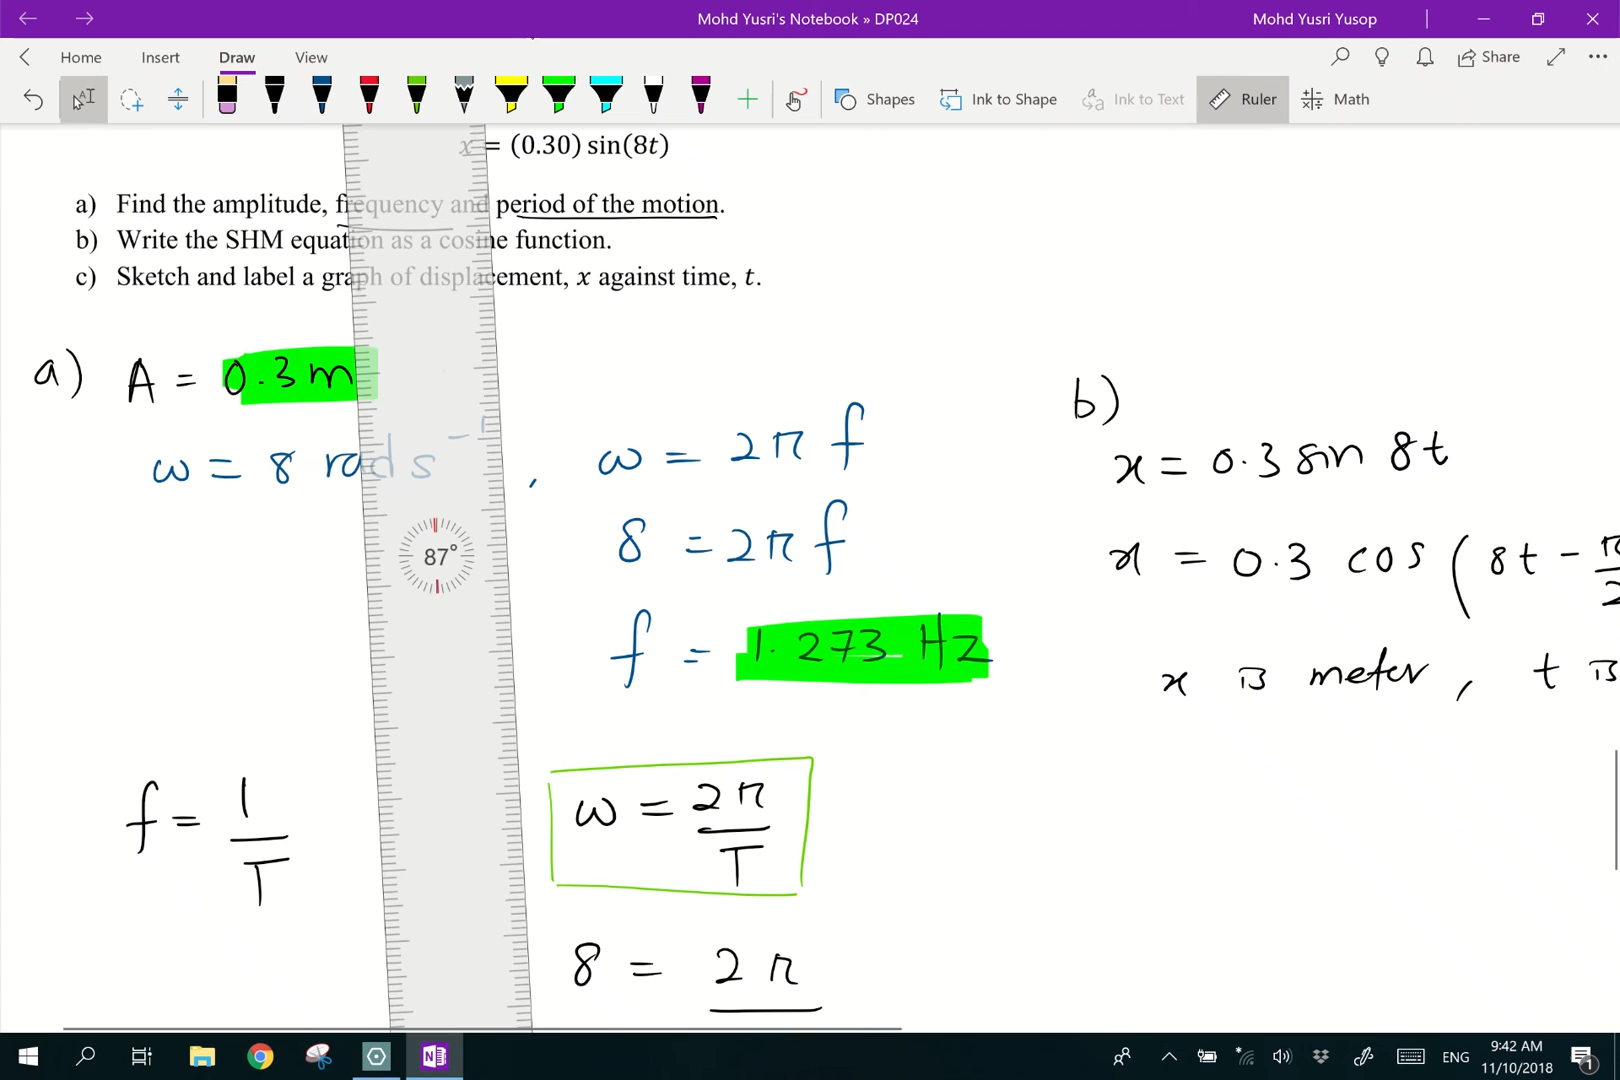 Mohd Yusri's Notebook » DP024
Mohd Yusri Yusop
Home Insert Draw View
Share
Shapes Ink to Shape Ink to Text Ruler Math
x = (0.30) sin(8t)
a) Find the amplitude, frequency and period of the motion.
b) Write the SHM equation as a cosine function.
c) Sketch and label a graph of displacement, x against time, t.
a) A = 0.3 m
ω = 8 rad s⁻¹ , ω = 2π f
8 = 2π f
f = 1.273 Hz
87°
f = 1/T
ω = 2π/T
8 = 2π
b)
x = 0.3 sin 8t
x = 0.3 cos (8t - π/2
x is meter, t is
ENG
9:42 AM
11/10/2018
1